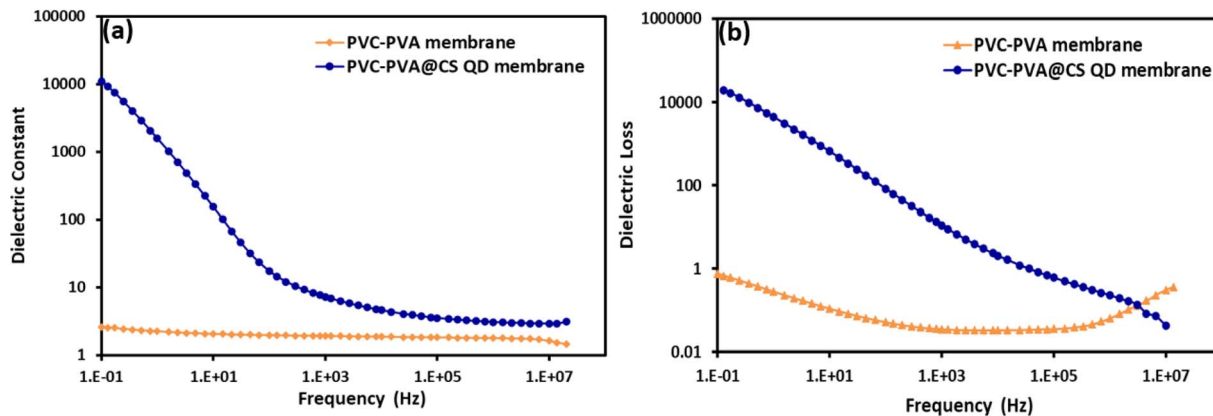 (a)
PVC-PVA membrane
PVC-PVA@CS QD membrane
Dielectric Constant
100000
10000
1000
100
10
1
1.E-01
1.E+01
1.E+03
1.E+05
1.E+07
Frequency (Hz)
(b)
PVC-PVA membrane
PVC-PVA@CS QD membrane
Dielectric Loss
1000000
10000
100
1
0.01
1.E-01
1.E+01
1.E+03
1.E+05
1.E+07
Frequency (Hz)